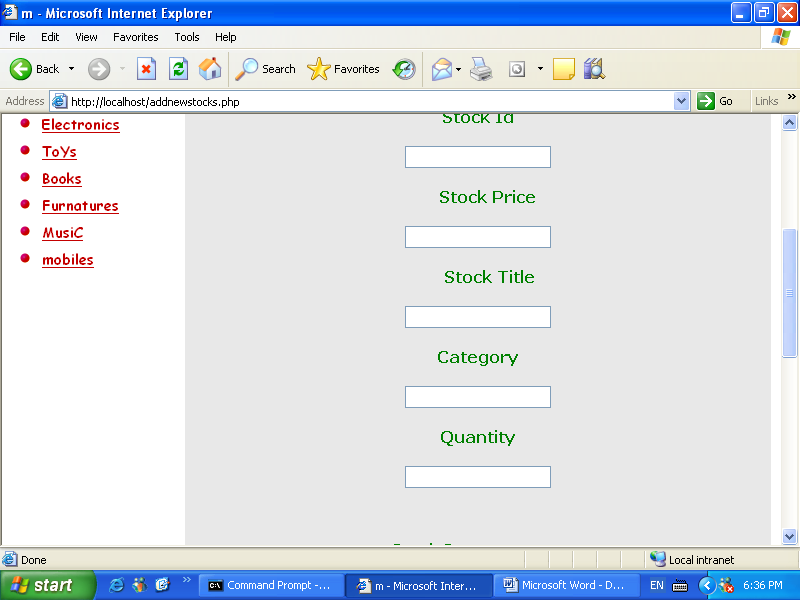 m - Microsoft Internet Explorer
File Edit View Favorites Tools Help
Back Search Favorites
Address http://localhost/addnewstocks.php Go Links »
Electronics
ToYs
Books
Furnatures
MusiC
mobiles
Stock Id
Stock Price
Stock Title
Category
Quantity
Done Local intranet
start » Command Prompt -... m - Microsoft Inter... Microsoft Word - D... EN 6:36 PM